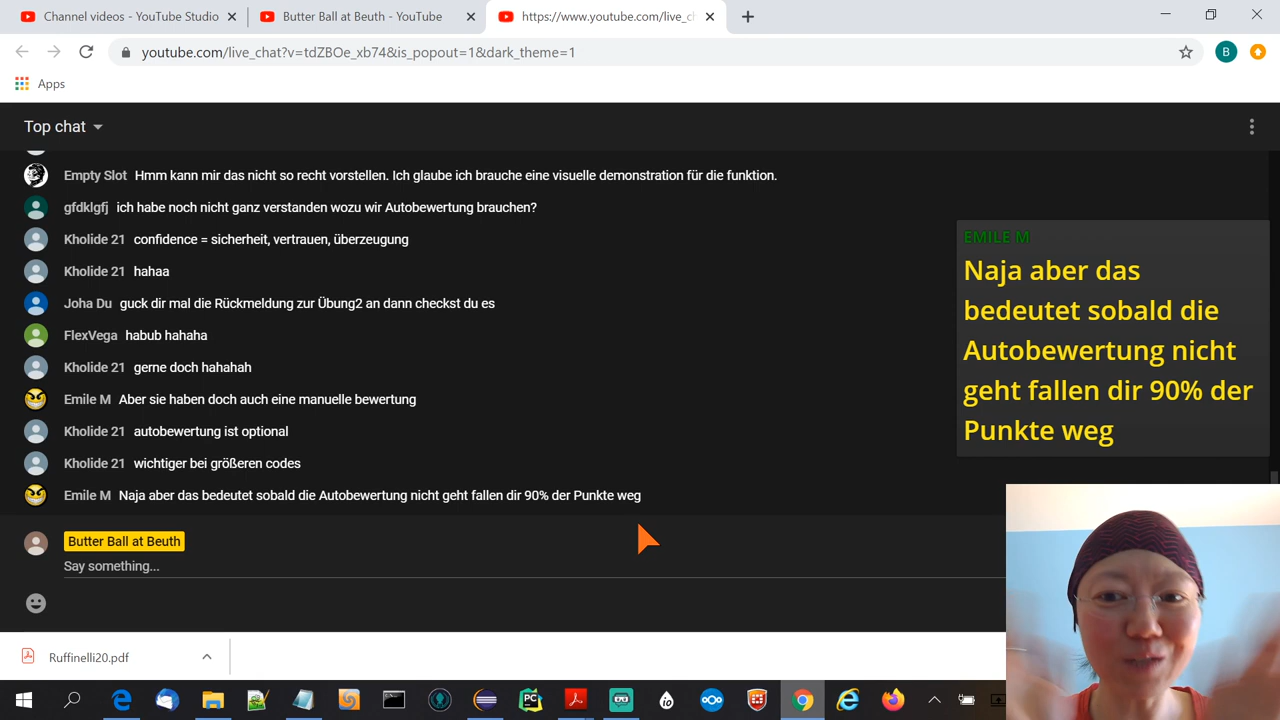 Channel videos - YouTube Studio
Butter Ball at Beuth - YouTube
https://www.youtube.com/live_c
youtube.com/live_chat?v=tdZBOe_xb74&is_popout=1&dark_theme=1
B
Apps
Top chat
Empty Slot Hmm kann mir das nicht so recht vorstellen. Ich glaube ich brauche eine visuelle demonstration für die funktion.
gfdklgfj ich habe noch nicht ganz verstanden wozu wir Autobewertung brauchen?
Kholide 21 confidence = sicherheit, vertrauen, überzeugung
Kholide 21 hahaa
Joha Du guck dir mal die Rückmeldung zur Übung2 an dann checkst du es
FlexVega habub hahaha
Kholide 21 gerne doch hahahah
Emile M Aber sie haben doch auch eine manuelle bewertung
Kholide 21 autobewertung ist optional
Kholide 21 wichtiger bei größeren codes
Emile M Naja aber das bedeutet sobald die Autobewertung nicht geht fallen dir 90% der Punkte weg
EMILE M
Naja aber das
bedeutet sobald die
Autobewertung nicht
geht fallen dir 90% der
Punkte weg
Butter Ball at Beuth
Say something...
Ruffinelli20.pdf
PC
io